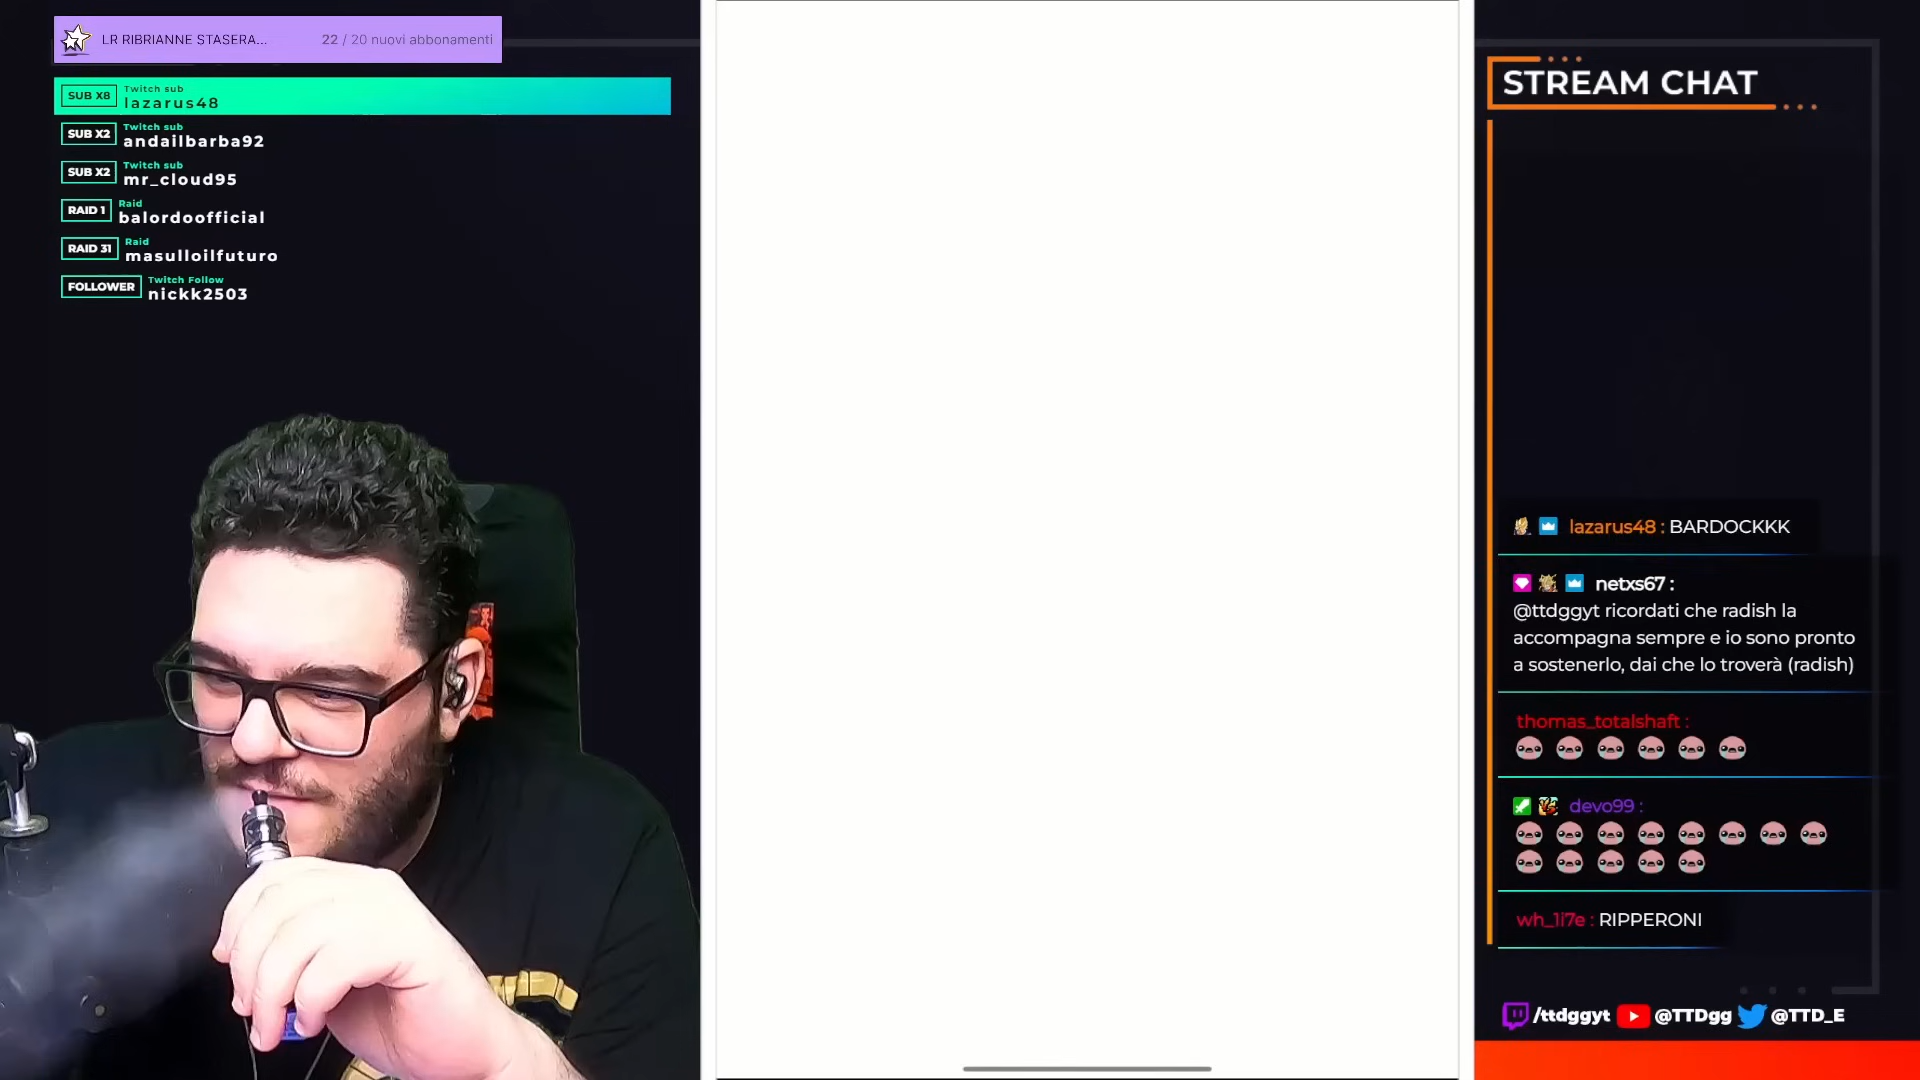 LR RIBRIANNE STASERA... 22 / 20 nuovi abbonamenti
SUB X8 Twitch sub
lazarus48
SUB X2 Twitch sub
andailbarba92
SUB X2 Twitch sub
mr_cloud95
RAID 1 Raid
balordoofficial
RAID 31 Raid
masulloilfuturo
FOLLOWER Twitch Follow
nickk2503
STREAM CHAT
lazarus48 : BARDOCKKK
netxs67 :
@ttdggyt ricordati che radish la
accompagna sempre e io sono pronto
a sostenerlo, dai che lo troverà (radish)
thomas_totalshaft :
devo99 :
wh_1i7e : RIPPERONI
/ttdggyt @TTDgg @TTD_E